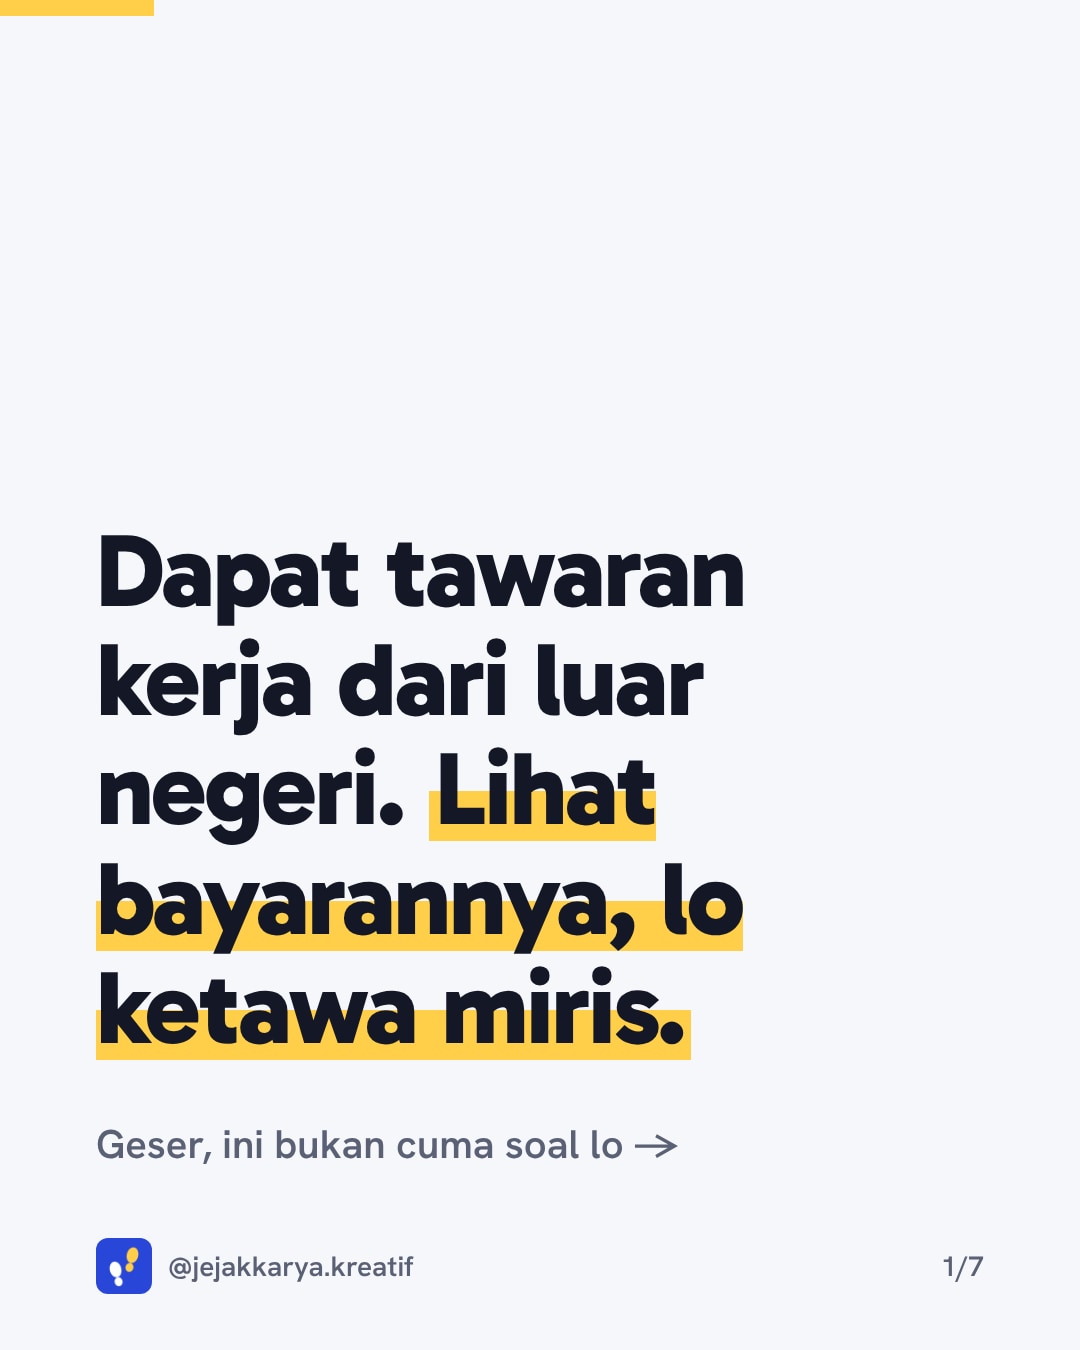 Dapat tawaran
kerja dari luar
negeri. Lihat
bayarannya, lo
ketawa miris.
Geser, ini bukan cuma soal lo →
@jejakkarya.kreatif
1/7